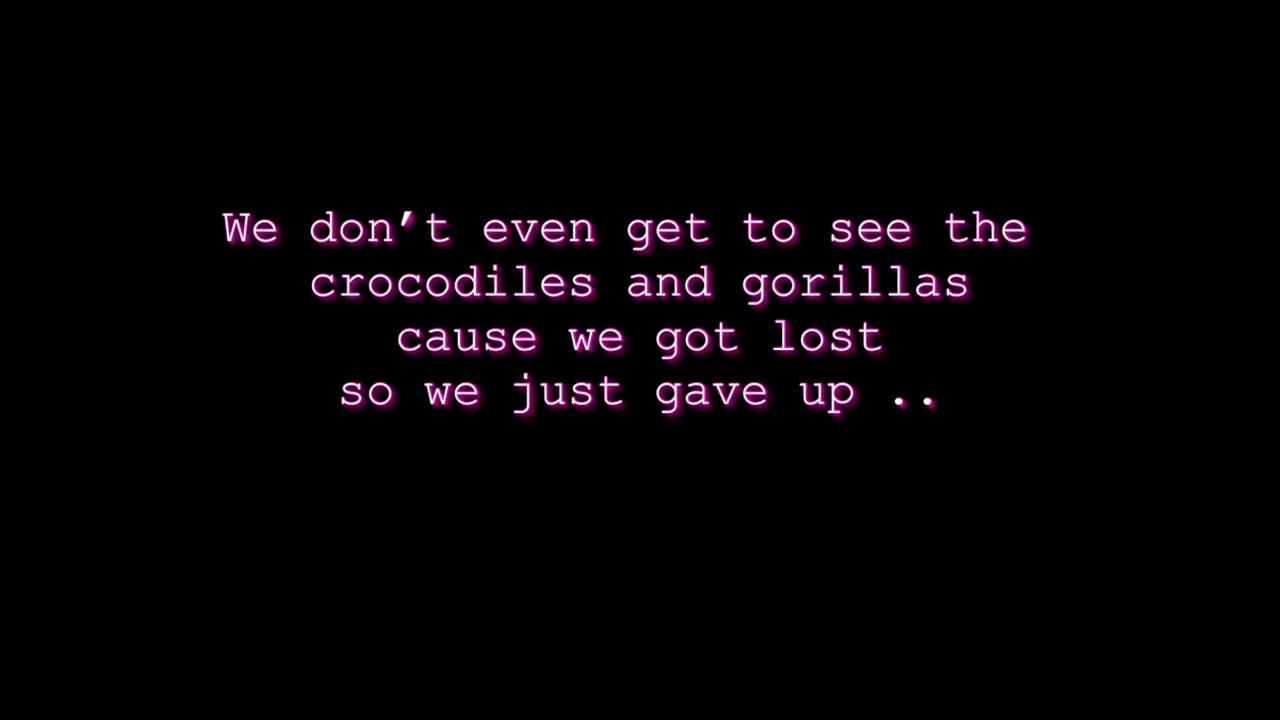 We don’t even get to see the
crocodiles and gorillas
cause we got lost
so we just gave up ..